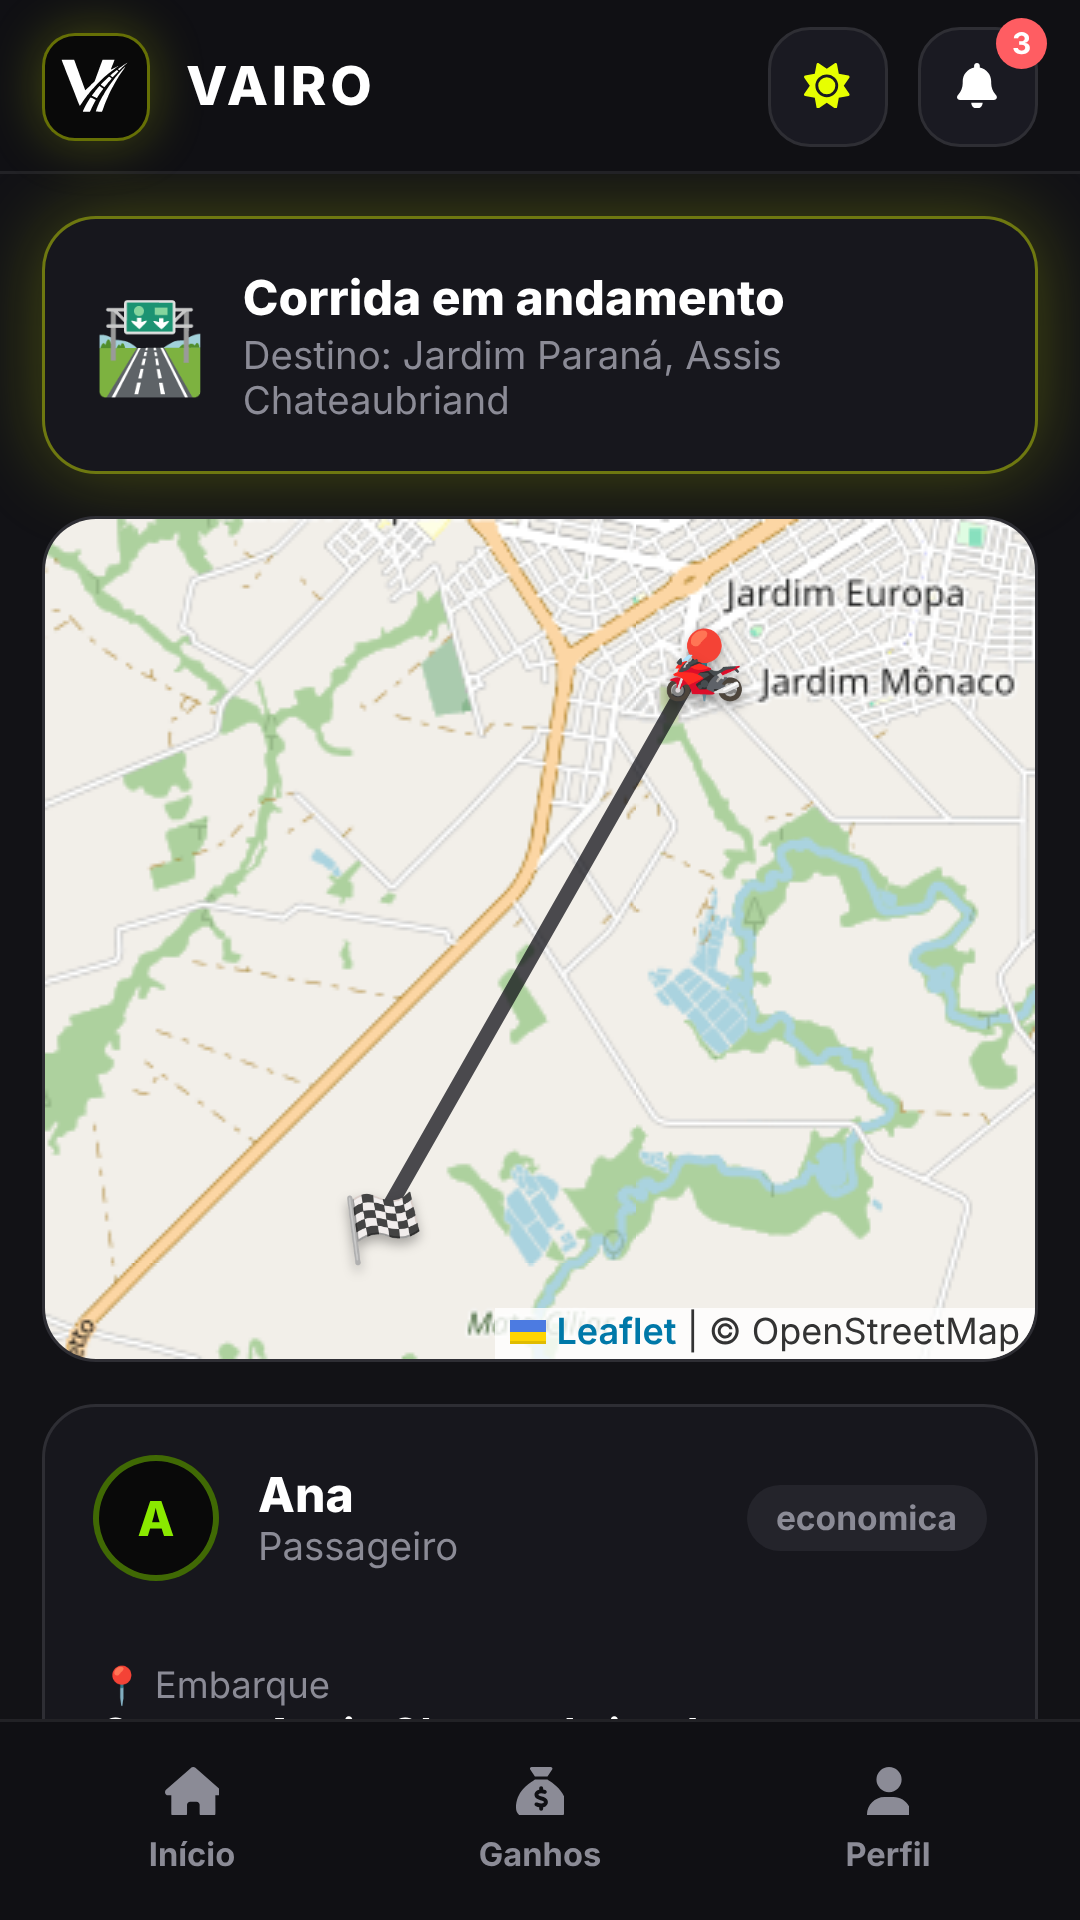 VAIRO
3
Corrida em andamento
Destino: Jardim Paraná, Assis
Chateaubriand
Jardim Europa
Jardim Mônaco
Leaflet | © OpenStreetMap
A
Ana
Passageiro
economica
Embarque
Início
Ganhos
Perfil